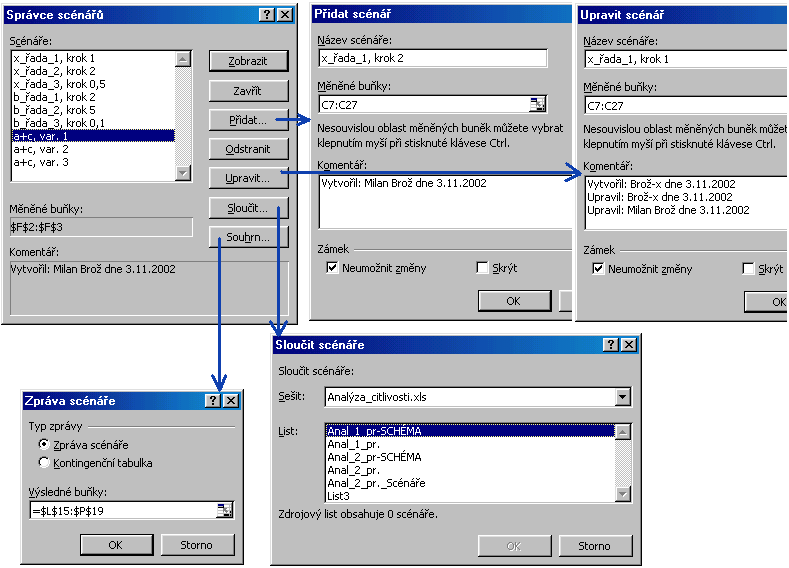 Správce scénářů
Scénáře:
x_řada_1, krok 1
x_řada_2, krok 2
x_řada_3, krok 0,5
b_řada_1, krok 2
b_řada_2, krok 5
b_řada_3, krok 0,1
a+c, var. 1
a+c, var. 2
a+c, var. 3
Zobrazit
Zavřít
Přidat...
Odstranit
Upravit...
Sloučit...
Souhrn...
Měněné buňky:
$F$2:$F$3
Komentář:
Vytvořil: Milan Brož dne 3.11.2002
Přidat scénář
Název scénáře:
x_řada_1, krok 2
Měněné buňky:
C7:C27
Nesouvislou oblast měněných buněk můžete vybrat
klepnutím myší při stisknuté klávese Ctrl.
Komentář:
Vytvořil: Milan Brož dne 3.11.2002
Zámek
Neumožnit změny
Skrýt
OK
Upravit scénář
Název scénáře:
x_řada_1, krok 1
Měněné buňky:
C7:C27
Nesouvislou oblast měněných buněk můžet
klepnutím myší při stisknuté klávese Ctrl.
Komentář:
Vytvořil: Brož-x dne 3.11.2002
Upravil: Brož-x dne 3.11.2002
Upravil: Milan Brož dne 3.11.2002
Zámek
Neumožnit změny
Skrýt
OK
Zpráva scénáře
Typ zprávy
Zpráva scénáře
Kontingenční tabulka
Výsledné buňky:
=$L$15:$P$19
OK
Storno
Sloučit scénáře
Sloučit scénáře:
Sešit:
Analýza_citlivosti.xls
List:
Anal_1_pr-SCHÉMA
Anal_1_pr.
Anal_2_pr-SCHÉMA
Anal_2_pr.
Anal_2_pr._Scénáře
List3
Zdrojový list obsahuje 0 scénáře.
OK
Storno